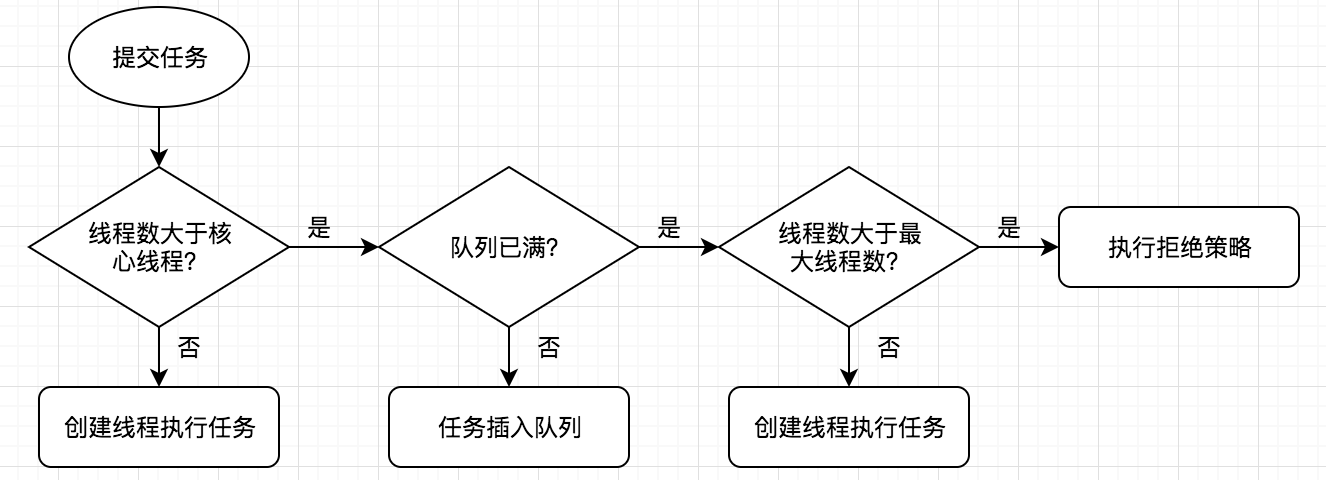 提交任务
线程数大于核
心线程?
是
队列已满?
是
线程数大于最
大线程数?
是
执行拒绝策略
否
否
否
创建线程执行任务
任务插入队列
创建线程执行任务